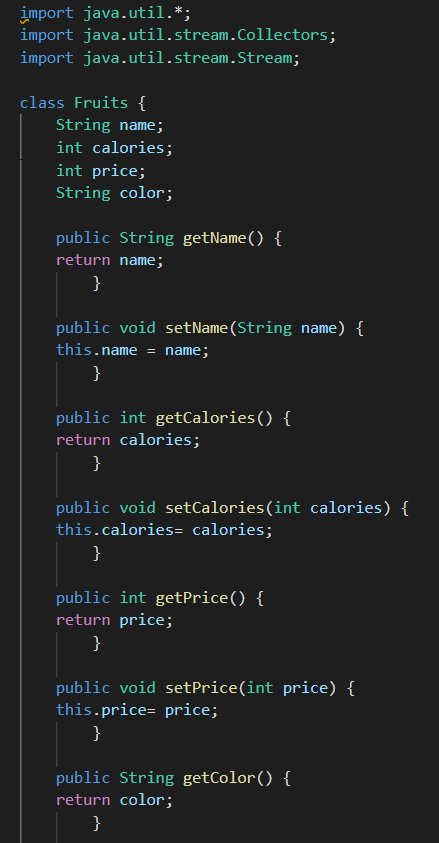 import java.util.*;
import java.util.stream.Collectors;
import java.util.stream.Stream;
class Fruits {
String name;
int calories;
int price;
String color;
public String getName() {
return name;
}
public void setName(String name) {
this.name = name;
}
public int getCalories() {
return calories;
}
public void setCalories(int calories) {
this.calories= calories;
}
public int getPrice() {
return price;
}
public void setPrice(int price) {
this.price= price;
}
public String getColor() {
return color;
}